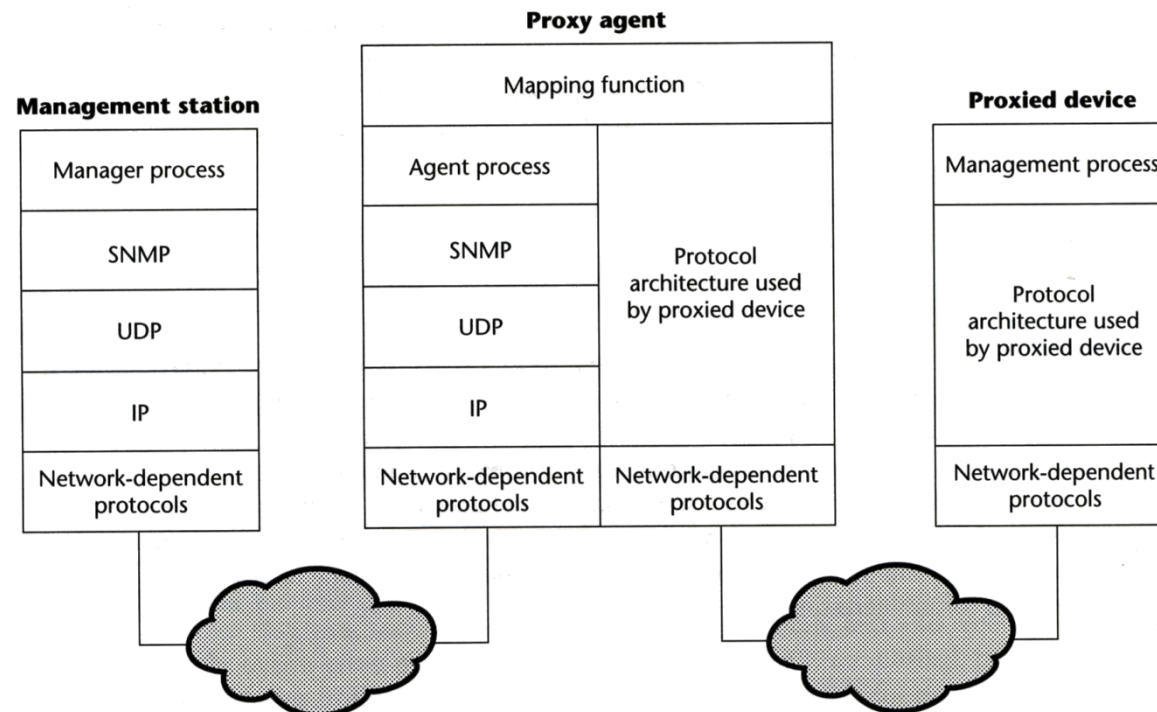 Proxy agent
Mapping function
Management station
Proxied device
Manager process
Agent process
Management process
SNMP
SNMP
Protocol
architecture used
by proxied device
Protocol
architecture used
by proxied device
UDP
UDP
IP
IP
Network-dependent
protocols
Network-dependent
protocols
Network-dependent
protocols
Network-dependent
protocols